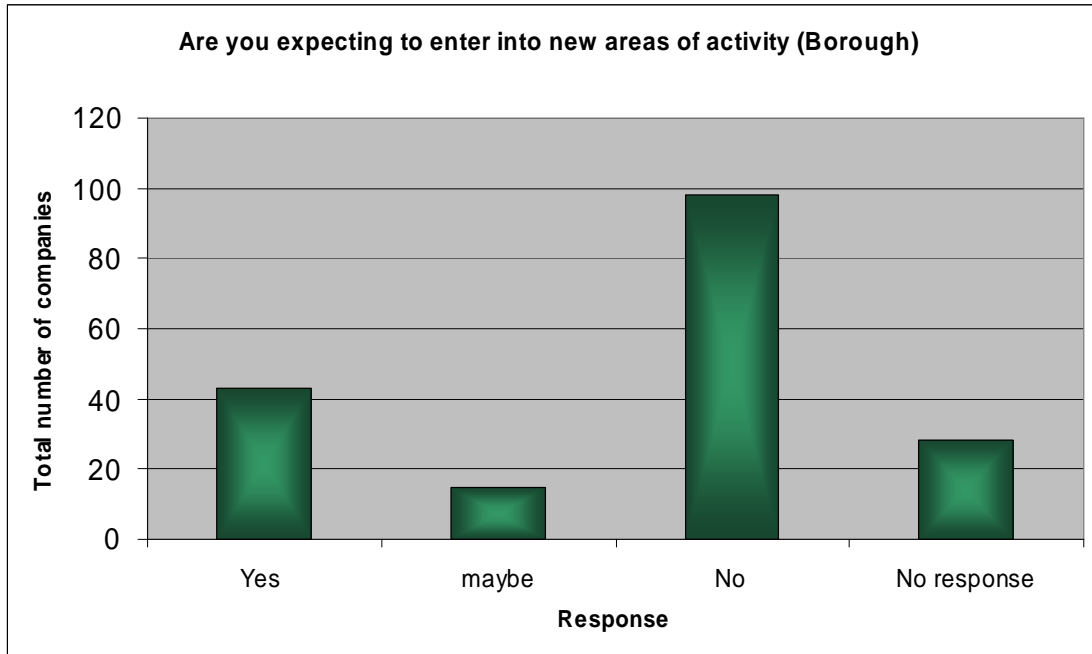 Are you expecting to enter into new areas of activity (Borough)
Total number of companies
120
100
80
60
40
20
0
Yes
maybe
No
No response
Response